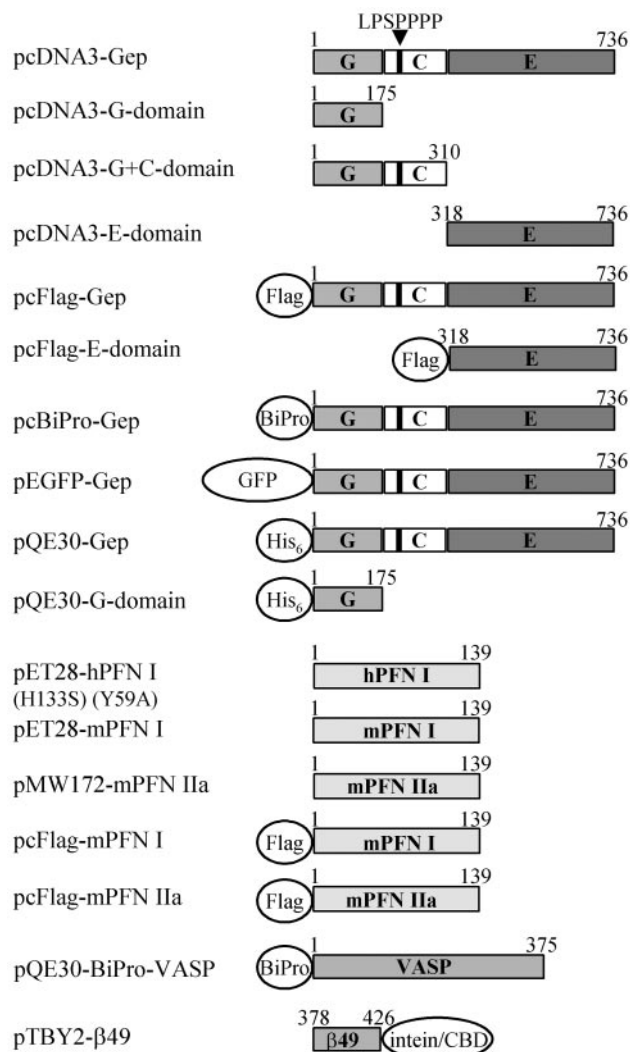 LPSPPPP
1 736
pcDNA3-Gep G C E
1 175
pcDNA3-G-domain G
1 310
pcDNA3-G+C-domain G C
318 736
pcDNA3-E-domain E
1 736
pcFlag-Gep Flag G C E
318 736
pcFlag-E-domain Flag E
1 736
pcBiPro-Gep BiPro G C E
1 736
pEGFP-Gep GFP G C E
1 736
pQE30-Gep His6 G C E
1 175
pQE30-G-domain His6 G
1 139
pET28-hPFN I hPFN I
(H133S) (Y59A)
1 139
pET28-mPFN I mPFN I
1 139
pMW172-mPFN IIa mPFN IIa
1 139
pcFlag-mPFN I Flag mPFN I
1 139
pcFlag-mPFN IIa Flag mPFN IIa
1 375
pQE30-BiPro-VASP BiPro VASP
378 426
pTBY2-β49 β49 intein/CBD